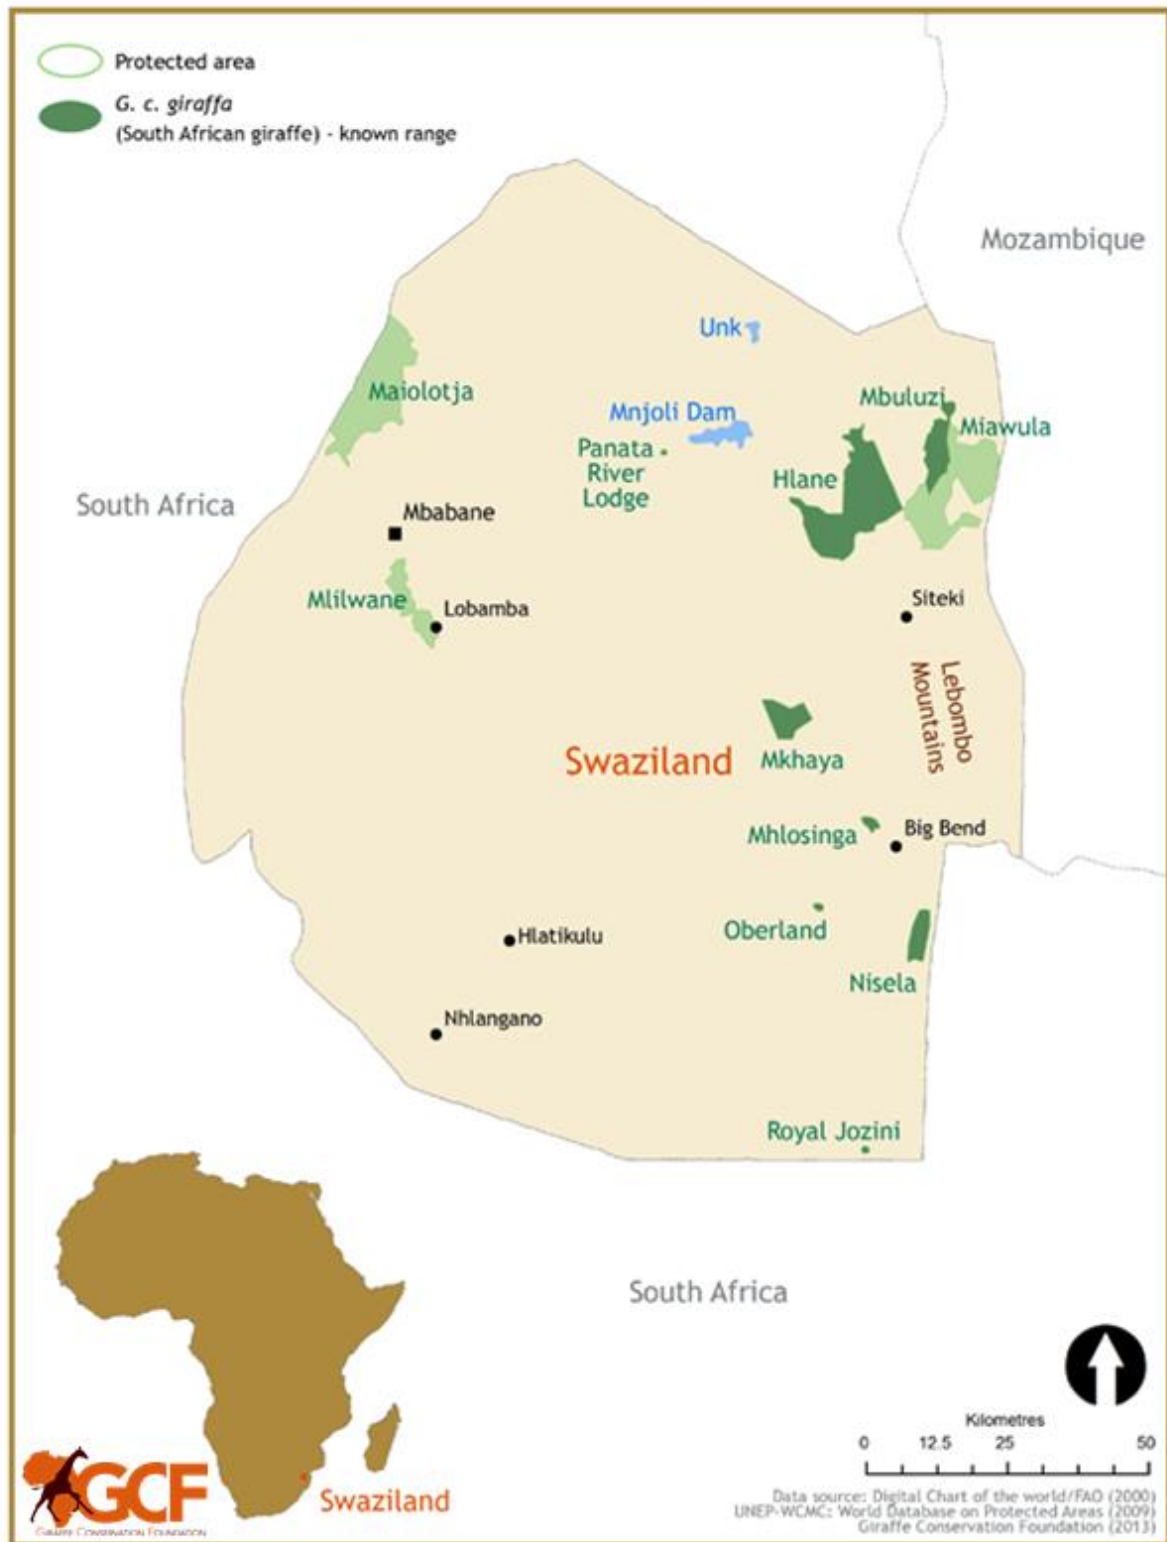 Protected area
G. c. giraffa
(South African giraffe) - known range
Mozambique
Unk
Maiolotja
Mnjoli Dam
Mbuluzi
Miawula
Panata
River
Lodge
Hlane
South Africa
Mbabane
Mlilwane
Lobamba
Siteki
Lebombo
Mountains
Swaziland
Mkhaya
Mhlosinga
Big Bend
Oberland
Hlatikulu
Nisela
Nhlangano
Royal Jozini
South Africa
Kilometres
0 12.5 25 50
GCF
GIRAFFE CONSERVATION FOUNDATION
Swaziland
Data source: Digital Chart of the world/FAO (2000)
UNEP-WCMC: World Database on Protected Areas (2009)
Giraffe Conservation Foundation (2013)